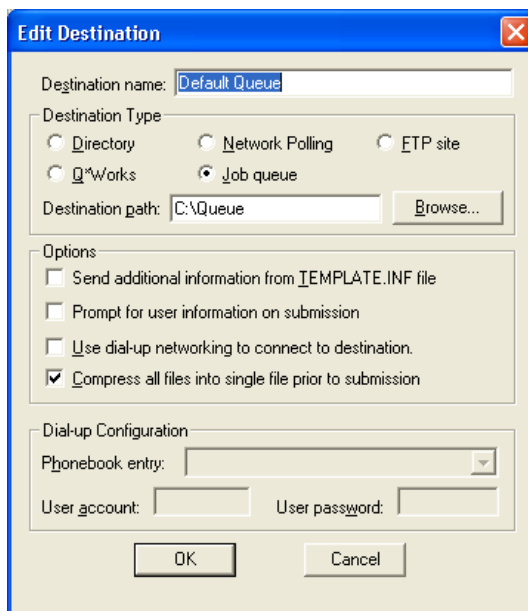 Edit Destination
Destination name: Default Queue
Destination Type
Directory Network Polling FTP site
Q*Works Job queue
Destination path: C:\Queue Browse...
Options
Send additional information from TEMPLATE.INF file
Prompt for user information on submission
Use dial-up networking to connect to destination.
Compress all files into single file prior to submission
Dial-up Configuration
Phonebook entry:
User account: User password:
OK Cancel